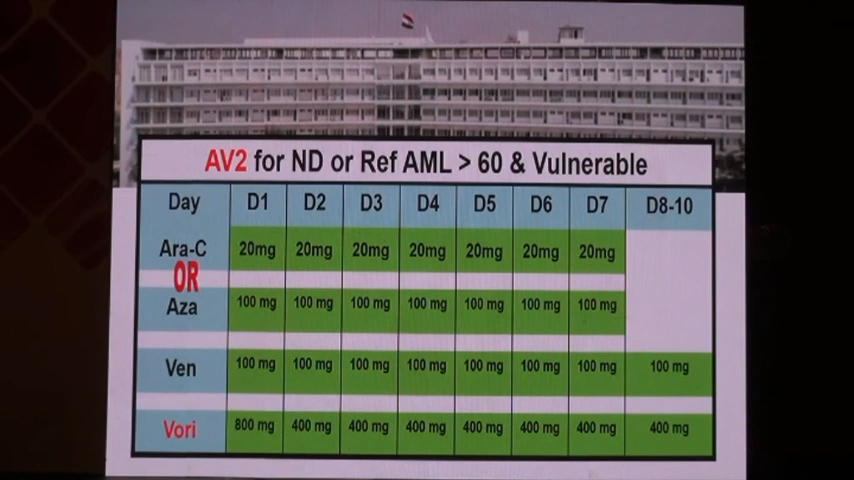 AV2 for ND or Ref AML > 60 & Vulnerable
Day D1 D2 D3 D4 D5 D6 D7 D8-10
Ara-C 20mg 20mg 20mg 20mg 20mg 20mg 20mg
OR
Aza 100 mg 100 mg 100 mg 100 mg 100 mg 100 mg 100 mg
Ven 100 mg 100 mg 100 mg 100 mg 100 mg 100 mg 100 mg 100 mg
Vori 800 mg 400 mg 400 mg 400 mg 400 mg 400 mg 400 mg 400 mg